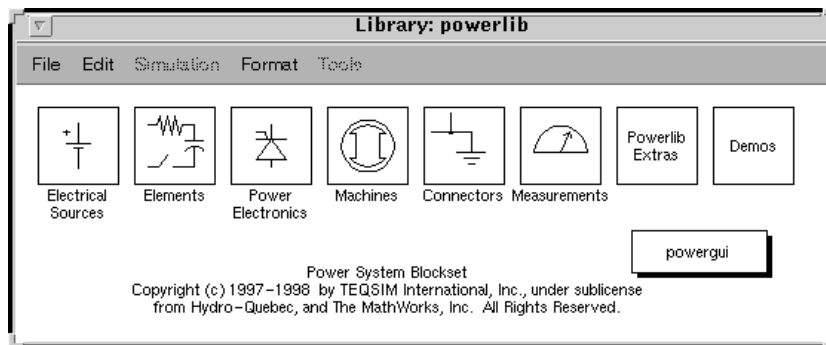 Library: powerlib
File Edit Simulation Format Tools
Powerlib
Extras
Demos
Electrical
Sources
Elements
Power
Electronics
Machines
Connectors
Measurements
powergui
Power System Blockset
Copyright (c) 1997-1998 by TEQSIM International, Inc., under sublicense
from Hydro-Quebec, and The MathWorks, Inc. All Rights Reserved.